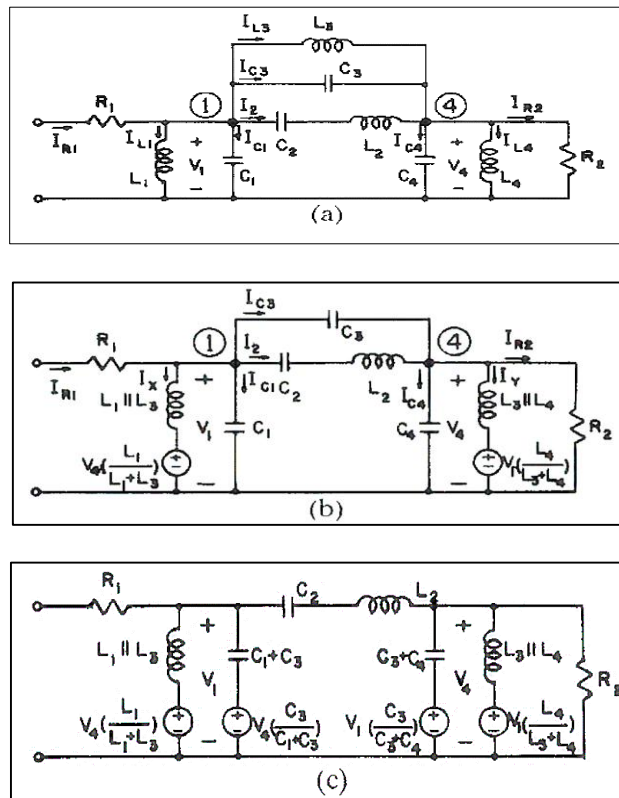 I_L3 L_3
I_C3 C_3
① I_2 ④
R_1 I_R2
I_R1 I_L1 + V_1 − I_C1 C_2 L_2 I_C4 + V_4 − I_L4
L_1 C_1 C_4 L_4 R_2
(a)
I_C3 C_3
① ④
R_1 I_2 I_R2
I_R1 I_X + I_C1 C_2 L_2 I_C4 + I_Y
L_1||L_3 L_3||L_4
V_1 C_1 C_4 V_4 R_2
V_4(L_1/L_1+L_3) + − − − + − V_1(L_4/L_3+L_4)
(b)
R_1 C_2 L_2
+ +
L_1||L_3 C_1+C_3 C_3+C_4 L_3||L_4
V_1 V_4 R_2
V_4(L_1/L_1+L_3) + − − + − V_4(C_3/C_1+C_3) V_1(C_3/C_3+C_4) + − − + − V_1(L_4/L_3+L_4)
(c)